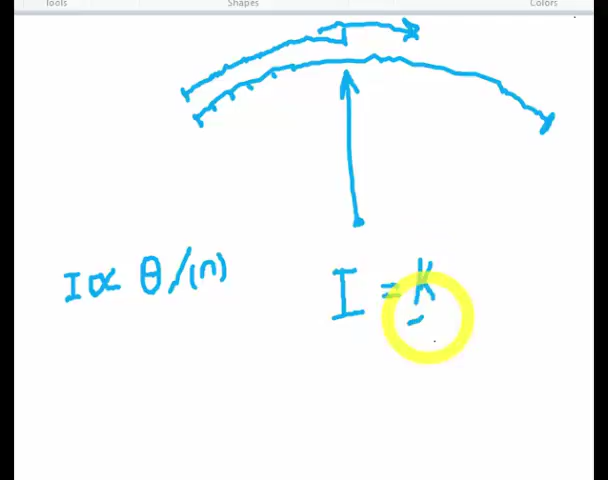 Tools Shapes Colors
I ∝ θ/(n) I = K